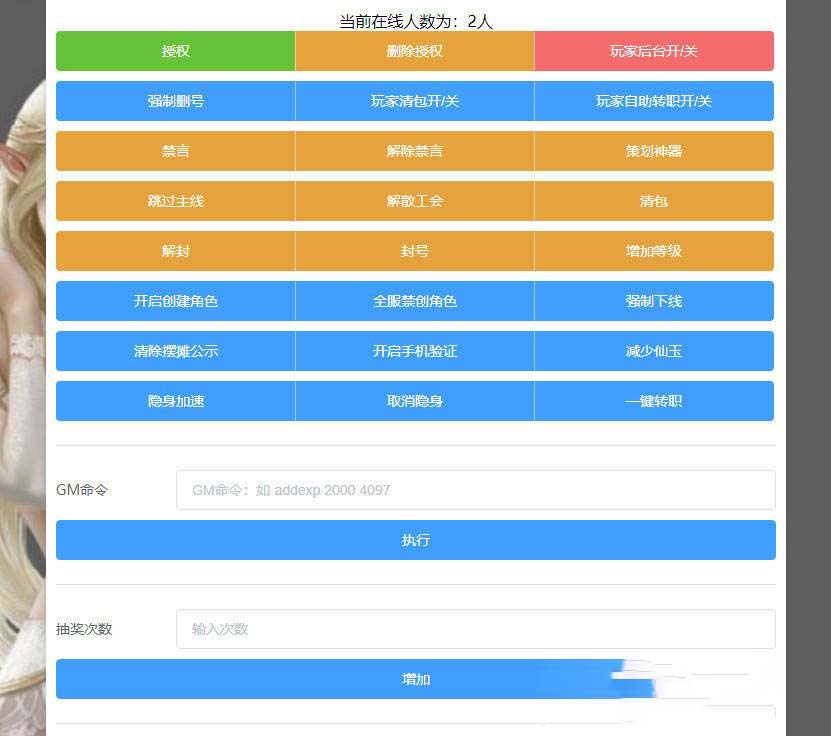 当前在线人数为：2人
授权 删除授权 玩家后台开/关
强制删号 玩家清包开/关 玩家自助转职开/关
禁言 解除禁言 策划神器
跳过主线 解散工会 清包
解封 封号 增加等级
开启创建角色 全服禁创角色 强制下线
清除摆摊公示 开启手机验证 减少仙玉
隐身加速 取消隐身 一键转职
GM命令 GM命令：如 addexp 2000 4097
执行
抽奖次数 输入次数
增加